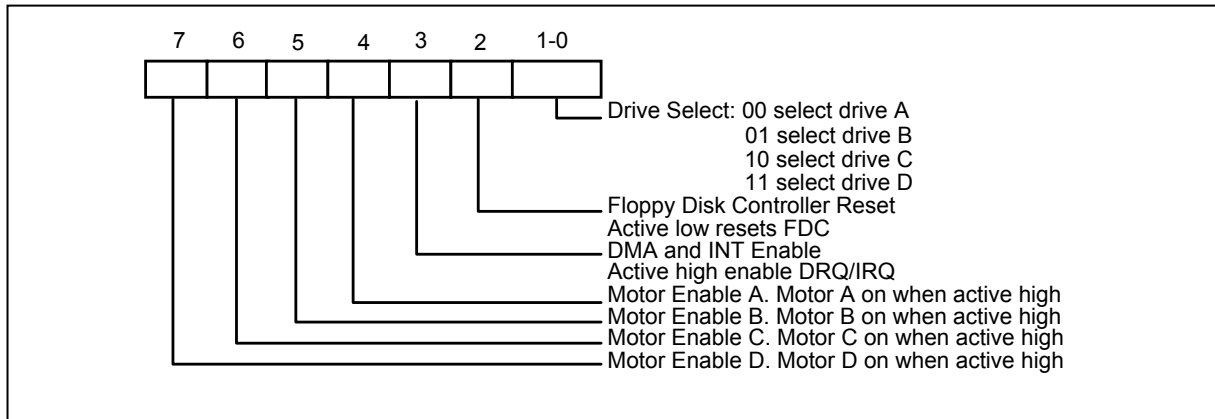 7 6 5 4 3 2 1-0
Drive Select: 00 select drive A
01 select drive B
10 select drive C
11 select drive D
Floppy Disk Controller Reset
Active low resets FDC
DMA and INT Enable
Active high enable DRQ/IRQ
Motor Enable A. Motor A on when active high
Motor Enable B. Motor B on when active high
Motor Enable C. Motor C on when active high
Motor Enable D. Motor D on when active high